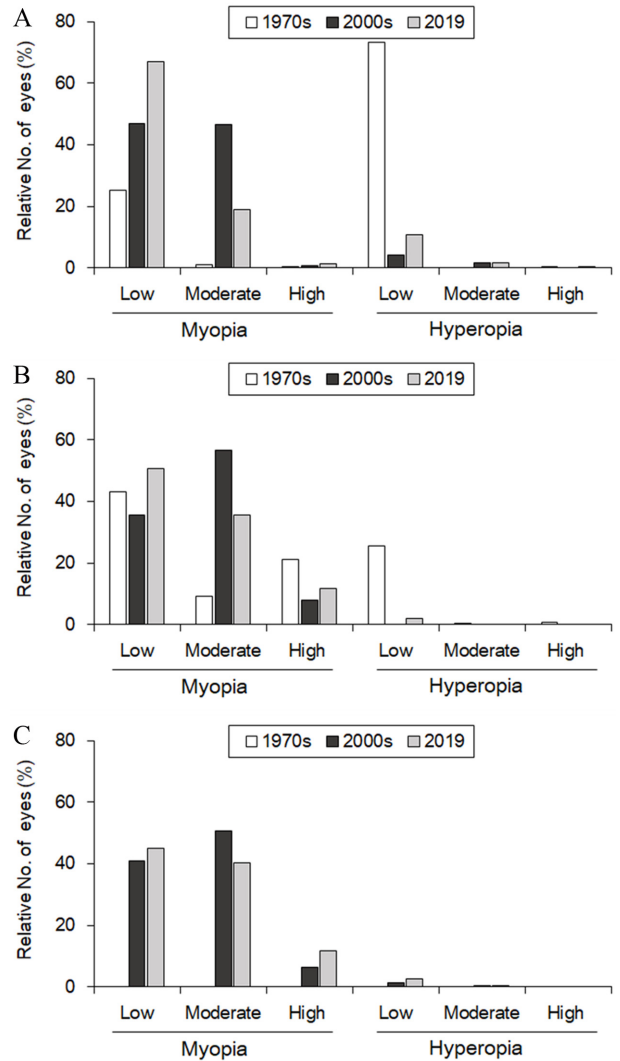 A
1970s 2000s 2019
Relative No. of eyes (%)
80
60
40
20
0
Low Moderate High Low Moderate High
Myopia Hyperopia
B
1970s 2000s 2019
Relative No. of eyes (%)
80
60
40
20
0
Low Moderate High Low Moderate High
Myopia Hyperopia
C
1970s 2000s 2019
Relative No. of eyes (%)
80
60
40
20
0
Low Moderate High Low Moderate High
Myopia Hyperopia